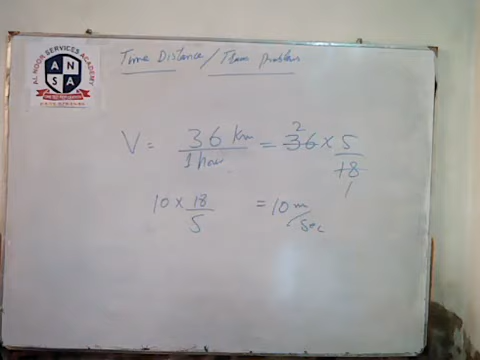 AL NOOR SERVICES ACADEMY
A N
S A
Time Distance / Train Problems
V = 36 km / 1 hour = 36 × 5/18
2
1
10 × 18/5 = 10 m/sec